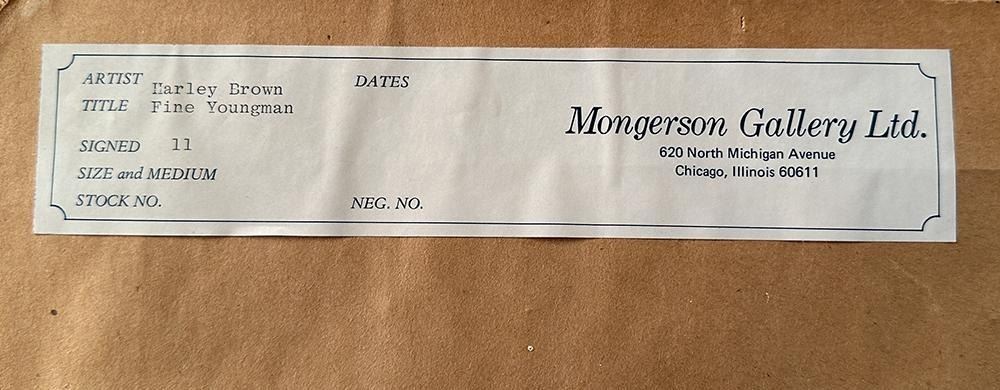 ARTIST Harley Brown DATES
TITLE Fine Youngman
SIGNED 11
SIZE and MEDIUM
STOCK NO. NEG. NO.
Mongerson Gallery Ltd.
620 North Michigan Avenue
Chicago, Illinois 60611